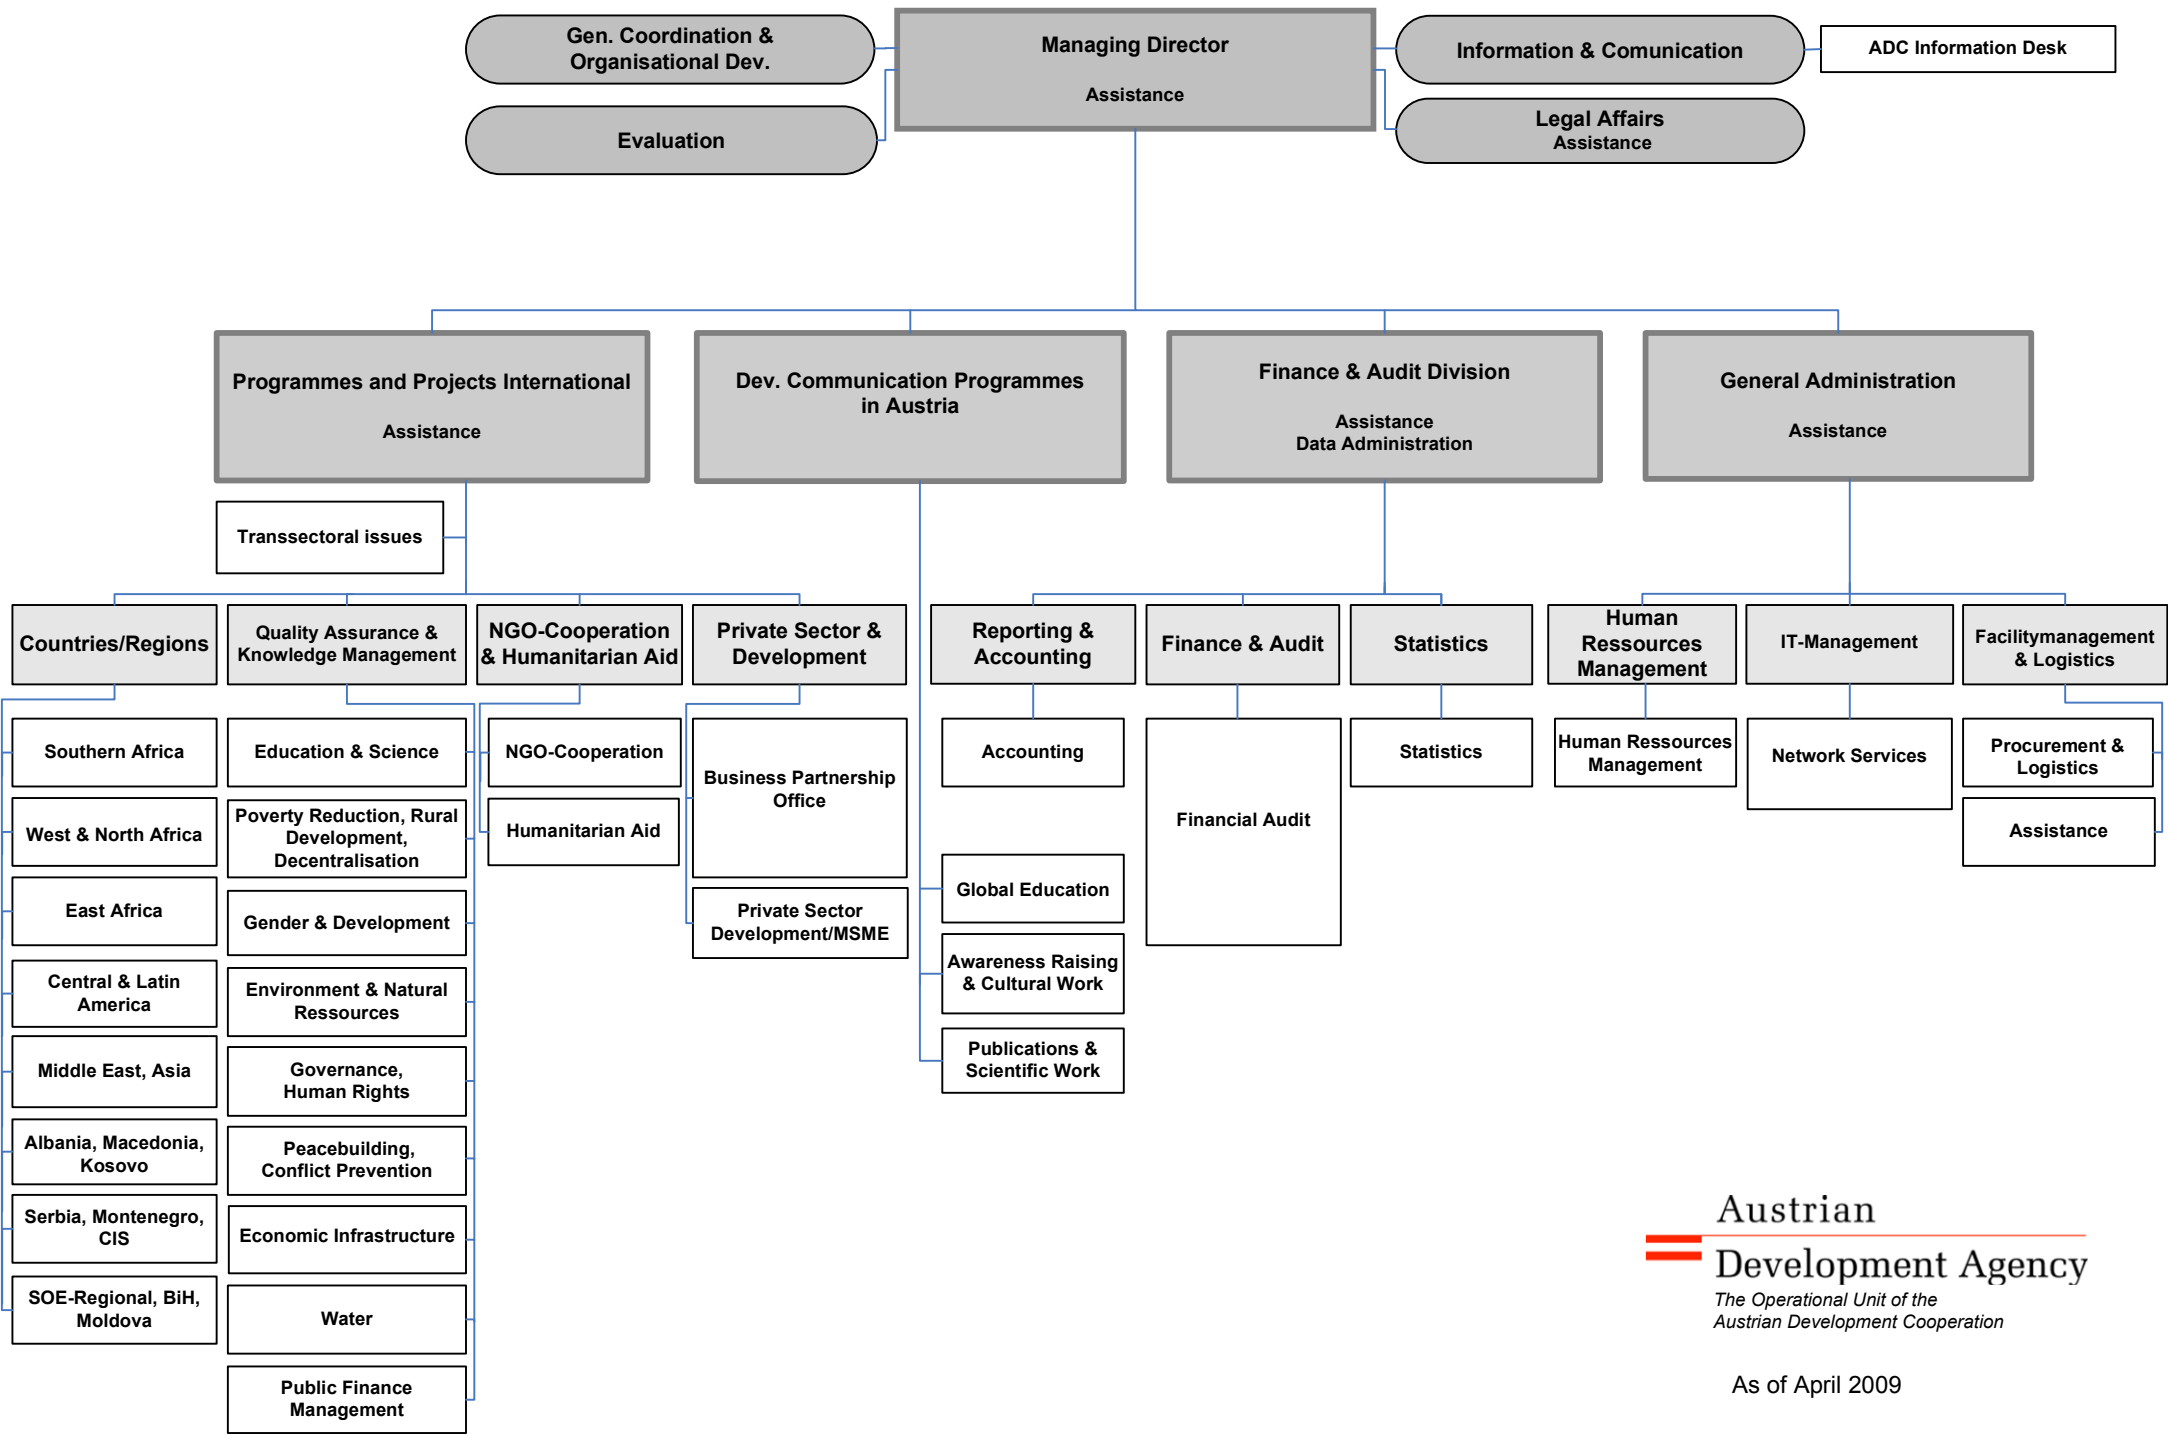 Gen. Coordination &
Organisational Dev.
Managing Director
Assistance
Information & Comunication
ADC Information Desk
Evaluation
Legal Affairs
Assistance
Programmes and Projects International
Assistance
Dev. Communication Programmes
in Austria
Finance & Audit Division
Assistance
Data Administration
General Administration
Assistance
Transsectoral issues
Countries/Regions
Quality Assurance &
Knowledge Management
NGO-Cooperation
& Humanitarian Aid
Private Sector &
Development
Reporting &
Accounting
Finance & Audit
Statistics
Human
Ressources
Management
IT-Management
Facilitymanagement
& Logistics
Southern Africa
West & North Africa
East Africa
Central & Latin
America
Middle East, Asia
Albania, Macedonia,
Kosovo
Serbia, Montenegro,
CIS
SOE-Regional, BiH,
Moldova
Education & Science
Poverty Reduction, Rural
Development,
Decentralisation
Gender & Development
Environment & Natural
Ressources
Governance,
Human Rights
Peacebuilding,
Conflict Prevention
Economic Infrastructure
Water
Public Finance
Management
NGO-Cooperation
Humanitarian Aid
Business Partnership
Office
Private Sector
Development/MSME
Accounting
Global Education
Awareness Raising
& Cultural Work
Publications &
Scientific Work
Financial Audit
Statistics
Human Ressources
Management
Network Services
Procurement &
Logistics
Assistance
Austrian
Development Agency
The Operational Unit of the
Austrian Development Cooperation
As of April 2009